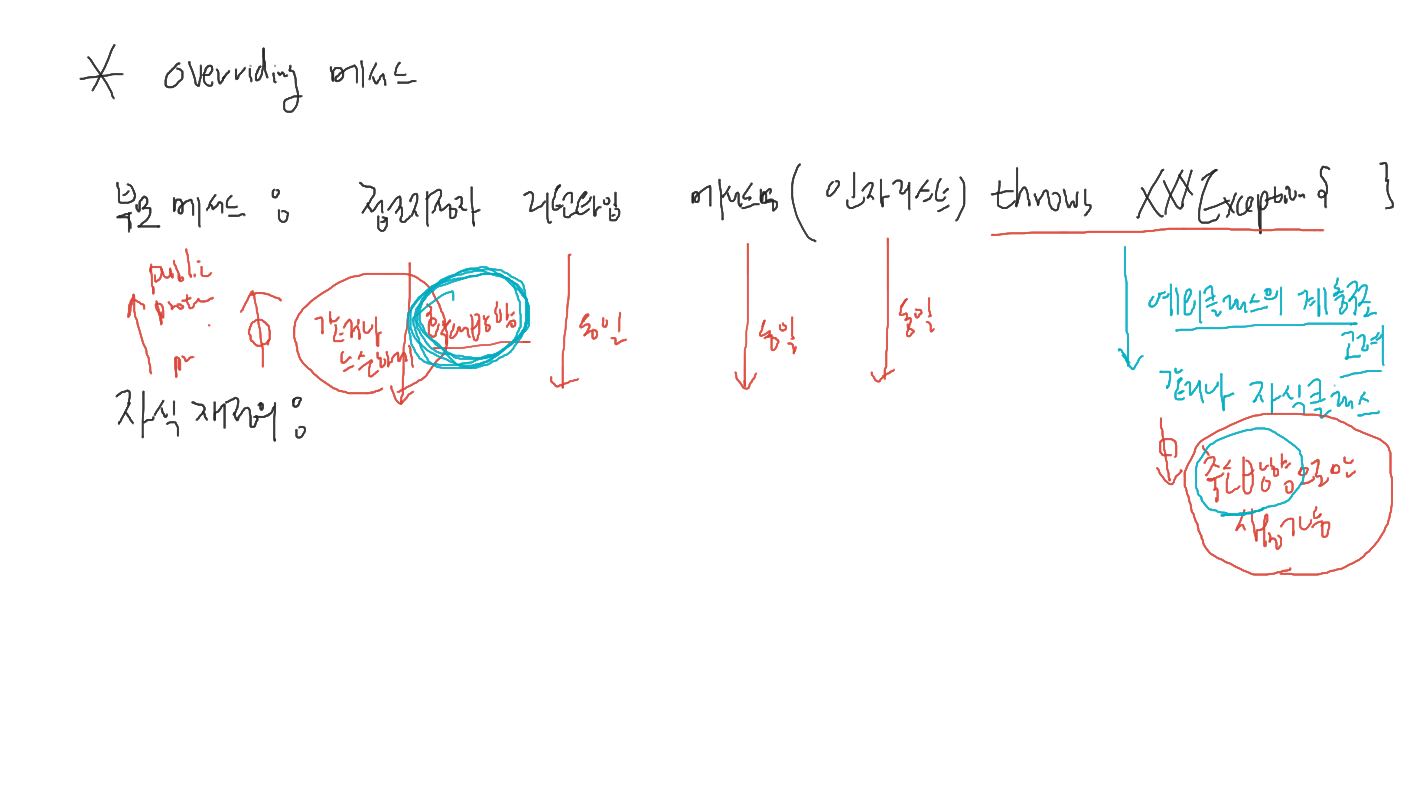 * overriding 메서드
부모 메서드 : 접근지정자 리턴타입 메서드명 ( 인자리스트 ) throws XXXException { }
public
prote
pr
같거나
느슨하게
확대방향
동일
동일
동일
예외클래스의 계층구조
고려
같거나 자식클래스
축소방향으로만
사용가능
자식 재정의 :